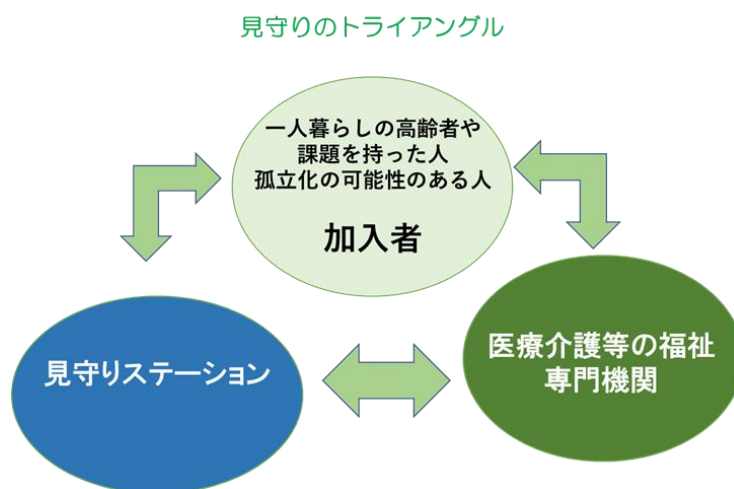 見守りのトライアングル
一人暮らしの高齢者や
課題を持った人
孤立化の可能性のある人
加入者
見守りステーション
医療介護等の福祉
専門機関